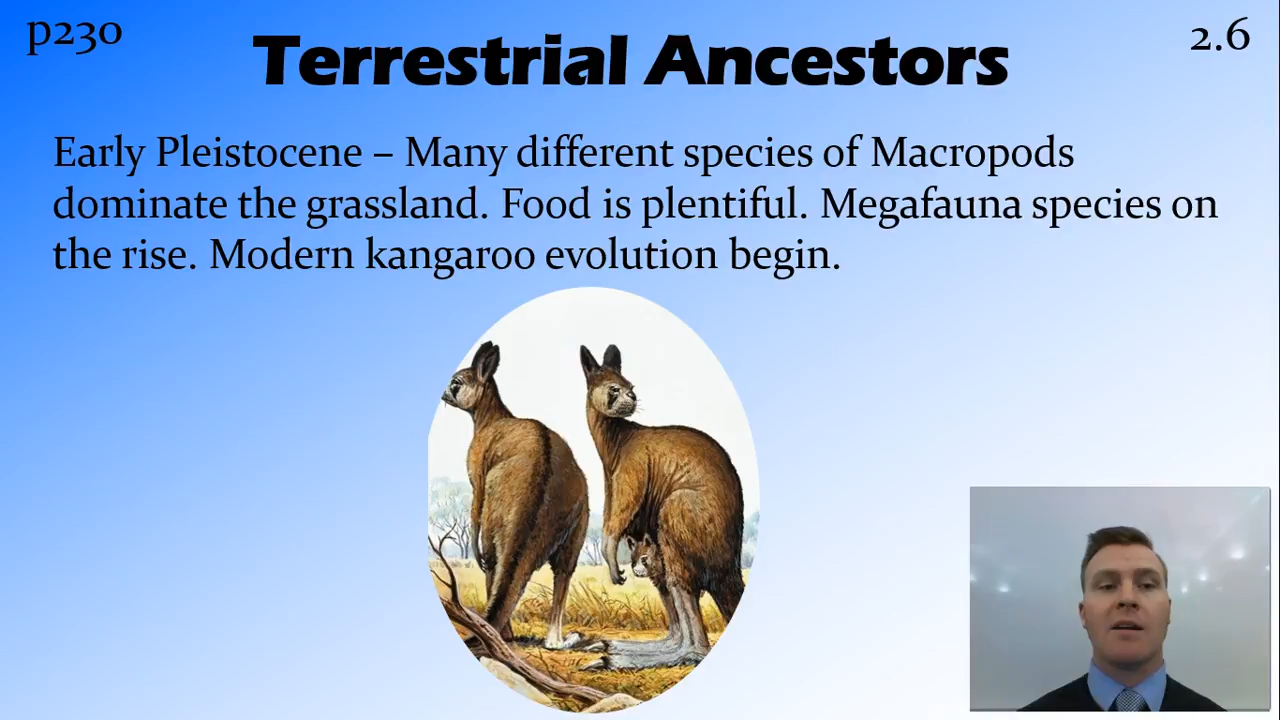 p230
Terrestrial Ancestors
2.6
Early Pleistocene – Many different species of Macropods
dominate the grassland. Food is plentiful. Megafauna species on
the rise. Modern kangaroo evolution begin.